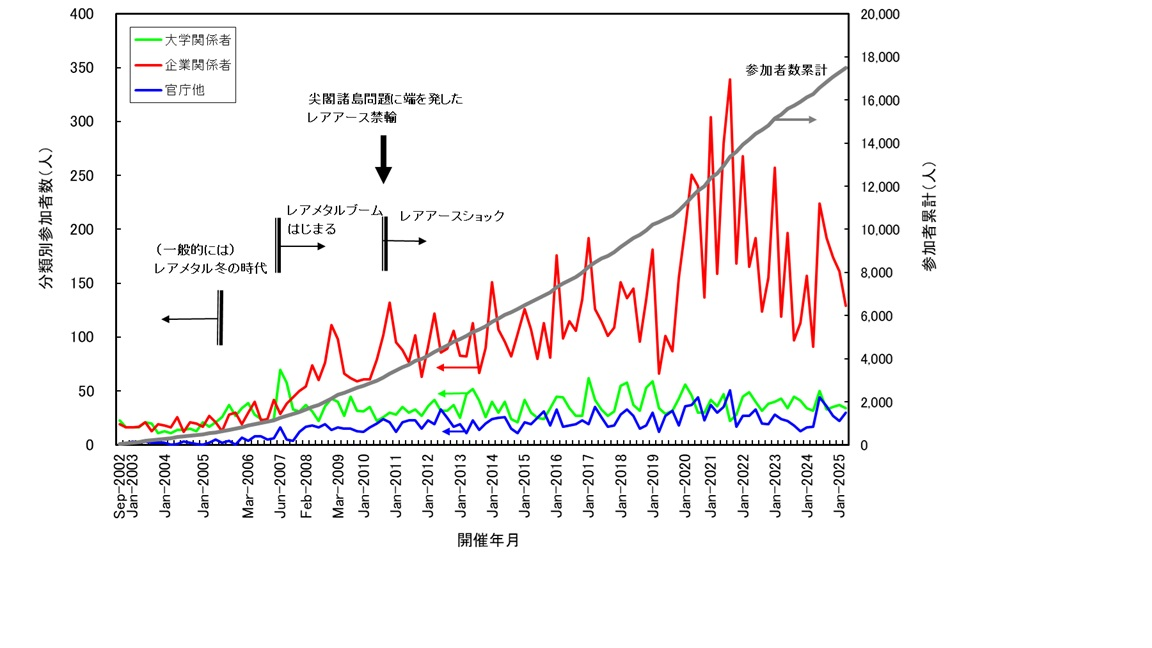 400
350
300
250
200
150
100
50
0
分類別参加者数(人)
大学関係者
企業関係者
官庁他
尖閣諸島問題に端を発した
レアアース禁輸
レアメタルブーム
はじまる
レアアースショック
(一般的には)
レアメタル冬の時代
参加者数累計
20,000
18,000
16,000
14,000
12,000
10,000
8,000
6,000
4,000
2,000
0
参加者累計(人)
Sep-2002
Jan-2003
Jan-2004
Jan-2005
Mar-2006
Jun-2007
Feb-2008
Mar-2009
Jan-2010
Jan-2011
Jan-2012
Jan-2013
Jan-2014
Jan-2015
Jan-2016
Jan-2017
Jan-2018
Jan-2019
Jan-2020
Jan-2021
Jan-2022
Jan-2023
Jan-2024
Jan-2025
開催年月